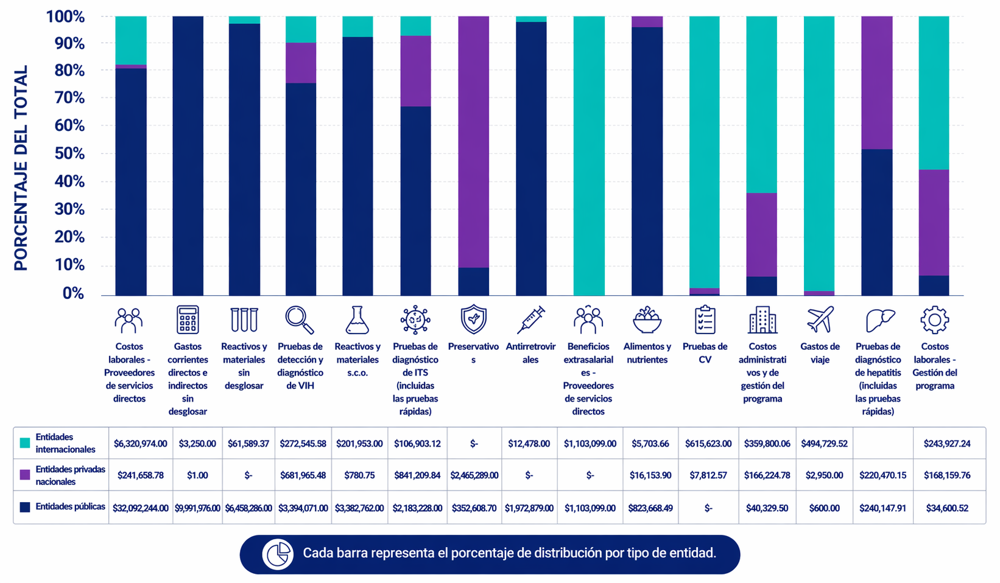 PORCENTAJE DEL TOTAL
100%
90%
80%
70%
60%
50%
40%
30%
20%
10%
0%
Costos
laborales -
Proveedores
de servicios
directos
Gastos
corrientes
directos e
indirectos
sin
desglosar
Reactivos y
materiales
sin
desglosar
Pruebas de
detección y
diagnóstico
de VIH
Reactivos y
materiales
s.c.o.
Pruebas de
diagnóstico
de ITS
(incluidas
las pruebas
rápidas)
Preservativo
s
Antirretrovir
ales
Beneficios
extrasalarial
es -
Proveedores
de servicios
directos
Alimentos y
nutrientes
Pruebas de
CV
Costos
administrati
vos y de
gestión del
programa
Gastos de
viaje
Pruebas de
diagnóstico
de hepatitis
(incluidas
las pruebas
rápidas)
Costos
laborales -
Gestión del
programa
Entidades
internacionales
$6,320,974.00 $3,250.00 $61,589.37 $272,545.58 $201,953.00 $106,903.12 $- $12,478.00 $1,103,099.00 $5,703.66 $615,623.00 $359,800.06 $494,729.52 $243,927.24
Entidades privadas
nacionales
$241,658.78 $1.00 $- $681,965.48 $780.75 $841,209.84 $2,465,289.00 $- $- $16,153.90 $7,812.57 $166,224.78 $2,950.00 $220,470.15 $168,159.76
Entidades públicas $32,092,244.00 $9,991,976.00 $6,458,286.00 $3,394,071.00 $3,382,762.00 $2,183,228.00 $352,608.70 $1,972,879.00 $1,103,099.00 $823,668.49 $- $40,329.50 $600.00 $240,147.91 $34,600.52
Cada barra representa el porcentaje de distribución por tipo de entidad.